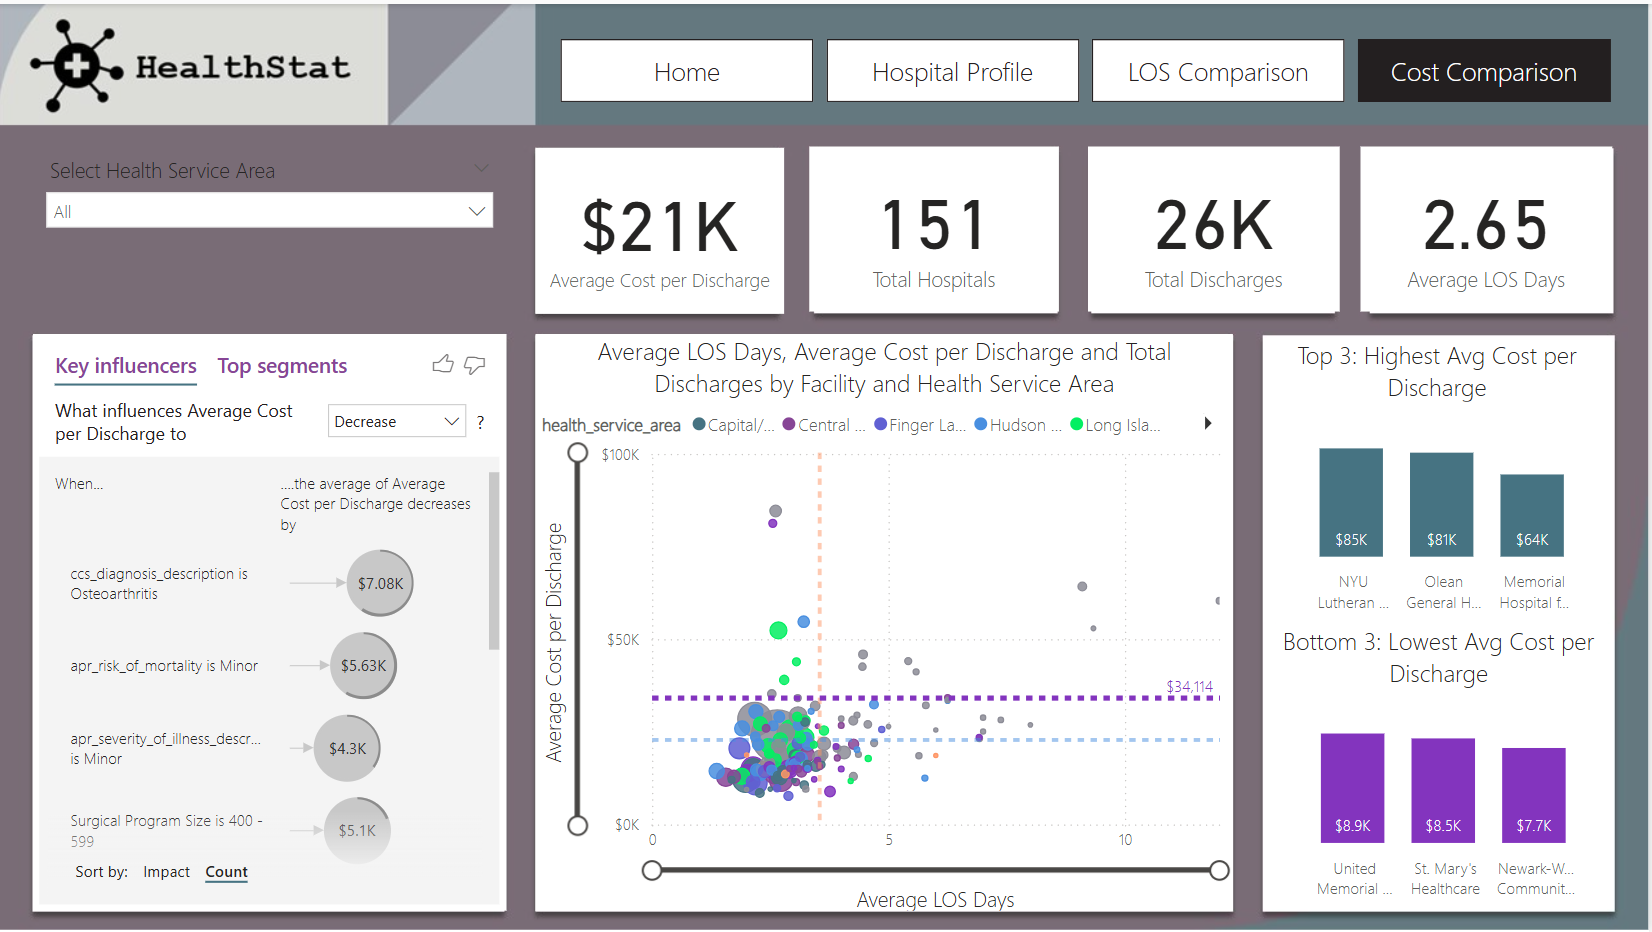 HealthStat
Home
Hospital Profile
LOS Comparison
Cost Comparison
Select Health Service Area
All
$21K
Average Cost per Discharge
151
Total Hospitals
26K
Total Discharges
2.65
Average LOS Days
Key influencers
Top segments
What influences Average Cost
per Discharge to
Decrease
?
When...
....the average of Average
Cost per Discharge decreases
by
ccs_diagnosis_description is
Osteoarthritis
$7.08K
apr_risk_of_mortality is Minor
$5.63K
apr_severity_of_illness_descr...
is Minor
$4.3K
Surgical Program Size is 400 -
599
$5.1K
Sort by:
Impact
Count
Average LOS Days, Average Cost per Discharge and Total
Discharges by Facility and Health Service Area
health_service_area
Capital/...
Central ...
Finger La...
Hudson ...
Long Isla...
Average Cost per Discharge
$100K
$50K
$0K
$34,114
0
5
10
Average LOS Days
Top 3: Highest Avg Cost per
Discharge
$85K
$81K
$64K
NYU
Lutheran ...
Olean
General H...
Memorial
Hospital f...
Bottom 3: Lowest Avg Cost per
Discharge
$8.9K
$8.5K
$7.7K
United
Memorial ...
St. Mary's
Healthcare
Newark-W...
Communit...